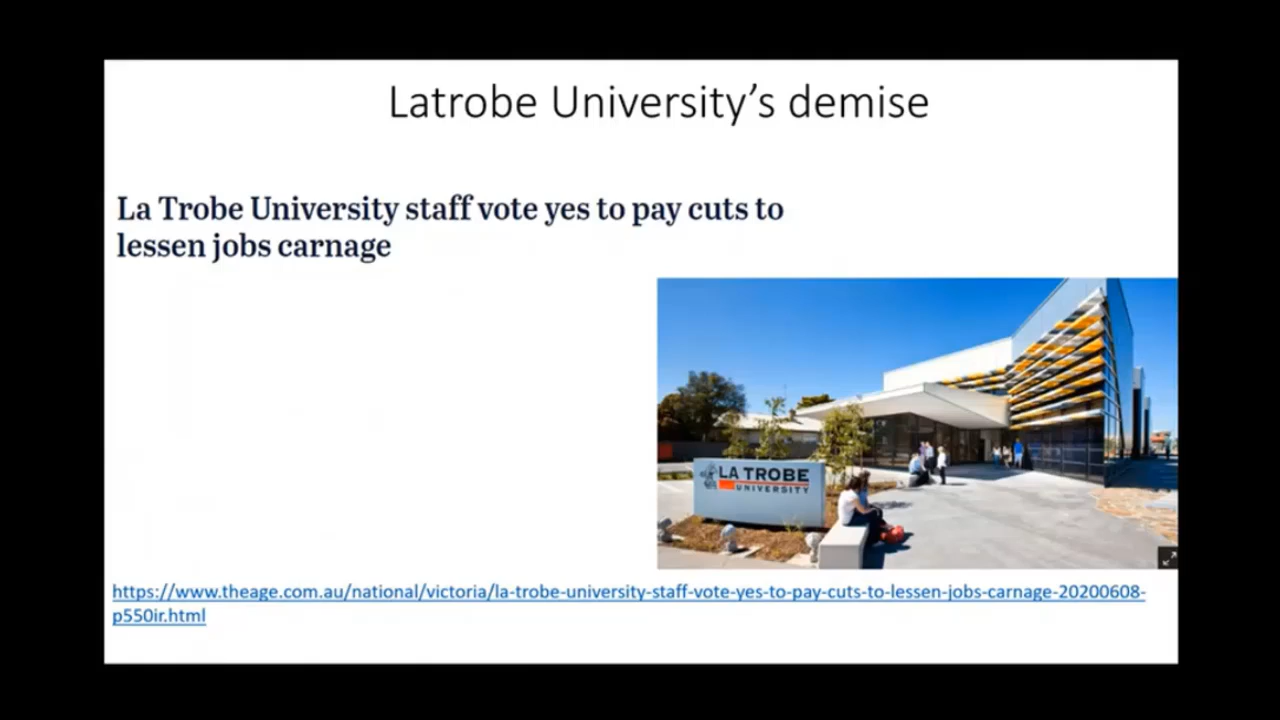 Latrobe University’s demise
La Trobe University staff vote yes to pay cuts to
lessen jobs carnage
LA TROBE
UNIVERSITY
https://www.theage.com.au/national/victoria/la-trobe-university-staff-vote-yes-to-pay-cuts-to-lessen-jobs-carnage-20200608-
p550ir.html